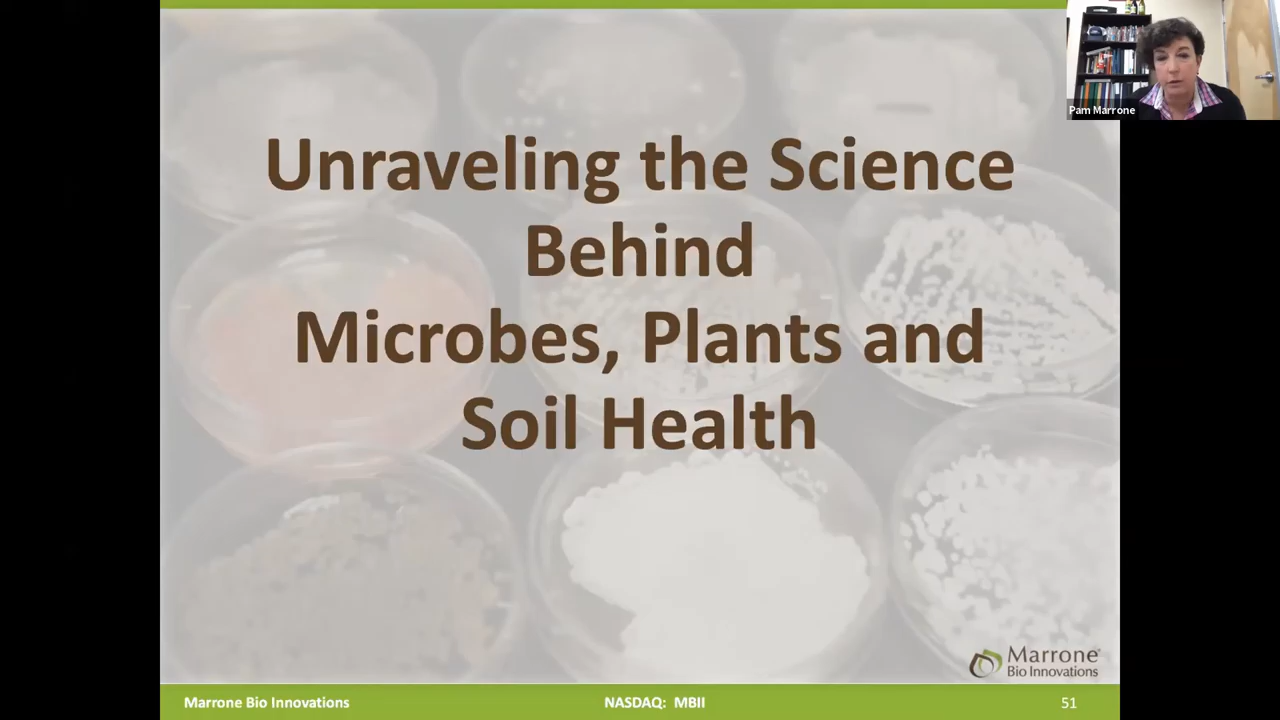 Pam Marrone
Unraveling the Science
Behind
Microbes, Plants and
Soil Health
Marrone®
Bio Innovations
Marrone Bio Innovations
NASDAQ: MBII
51